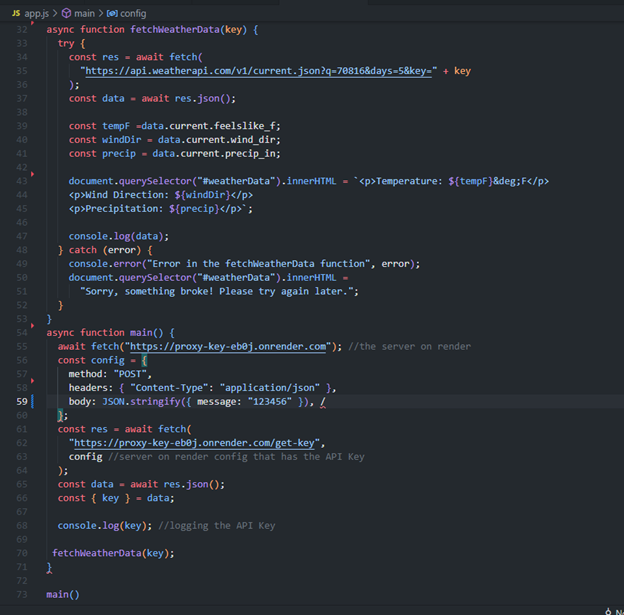 JS app.js > main > config
32 async function fetchWeatherData(key) {
33 try {
34 const res = await fetch(
35 "https://api.weatherapi.com/v1/current.json?q=70816&days=5&key=" + key
36 );
37 const data = await res.json();
38
39 const tempF =data.current.feelslike_f;
40 const windDir = data.current.wind_dir;
41 const precip = data.current.precip_in;
42
43 document.querySelector("#weatherData").innerHTML = `<p>Temperature: ${tempF}&deg;F</p>
44 <p>Wind Direction: ${windDir}</p>
45 <p>Precipitation: ${precip}</p>`;
46
47 console.log(data);
48 } catch (error) {
49 console.error("Error in the fetchWeatherData function", error);
50 document.querySelector("#weatherData").innerHTML =
51 "Sorry, something broke! Please try again later.";
52 }
53 }
54 async function main() {
55 await fetch("https://proxy-key-eb0j.onrender.com"); //the server on render
56 const config = {
57 method: "POST",
58 headers: { "Content-Type": "application/json" },
59 body: JSON.stringify({ message: "123456" }), /
60 };
61 const res = await fetch(
62 "https://proxy-key-eb0j.onrender.com/get-key",
63 config //server on render config that has the API Key
64 );
65 const data = await res.json();
66 const { key } = data;
67
68 console.log(key); //logging the API Key
69
70 fetchWeatherData(key);
71 }
72
73 main()